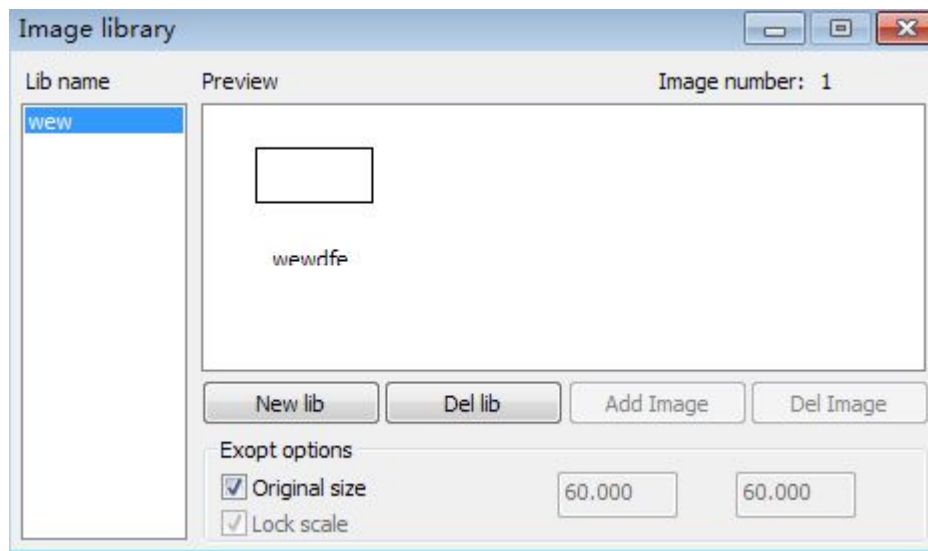 Image library
Lib name
Preview
Image number: 1
wew
wewdfe
New lib
Del lib
Add Image
Del Image
Exopt options
Original size
60.000
60.000
Lock scale